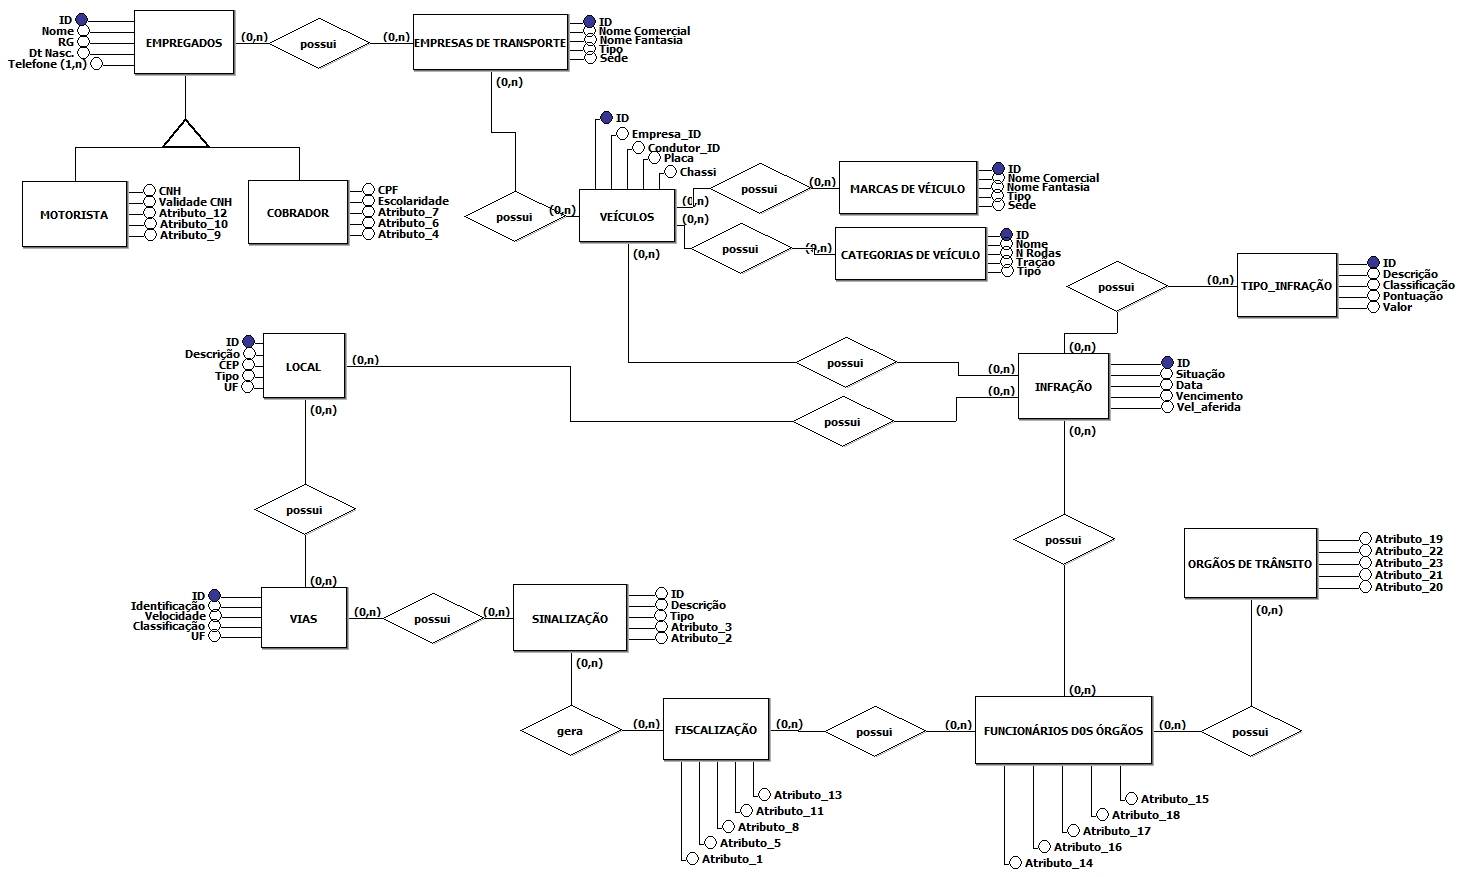 ID
Nome
RG
Dt Nasc.
Telefone (1,n)
EMPREGADOS
(0,n)
possui
(0,n)
EMPRESAS DE TRANSPORTE
ID
Nome Comercial
Nome Fantasia
Tipo
Sede
(0,n)
MOTORISTA
CNH
Validade CNH
Atributo_12
Atributo_10
Atributo_9
COBRADOR
CPF
Escolaridade
Atributo_7
Atributo_6
Atributo_4
possui
(0,n)
ID
Empresa_ID
Condutor_ID
Placa
Chassi
VEÍCULOS
(0,n)
(0,n)
(0,n)
possui
(0,n)
MARCAS DE VÉICULO
ID
Nome Comercial
Nome Fantasia
Tipo
Sede
possui
(0,n)
CATEGORIAS DE VEÍCULO
ID
Nome
N Rodas
Tração
Tipo
possui
(0,n)
TIPO_INFRAÇÃO
ID
Descrição
Classificação
Pontuação
Valor
ID
Descrição
CEP
Tipo
UF
LOCAL
(0,n)
(0,n)
possui
(0,n)
possui
(0,n)
(0,n)
INFRAÇÃO
ID
Situação
Data
Vencimento
Vel_aferida
(0,n)
possui
(0,n)
possui
ORGÃOS DE TRÂNSITO
Atributo_19
Atributo_22
Atributo_23
Atributo_21
Atributo_20
(0,n)
ID
Identificação
Velocidade
Classificação
UF
VIAS
(0,n)
possui
(0,n)
SINALIZAÇÃO
ID
Descrição
Tipo
Atributo_3
Atributo_2
(0,n)
gera
(0,n)
FISCALIZAÇÃO
(0,n)
possui
(0,n)
(0,n)
FUNCIONÁRIOS D0S ÓRGÃOS
(0,n)
possui
Atributo_13
Atributo_11
Atributo_8
Atributo_5
Atributo_1
Atributo_15
Atributo_18
Atributo_17
Atributo_16
Atributo_14